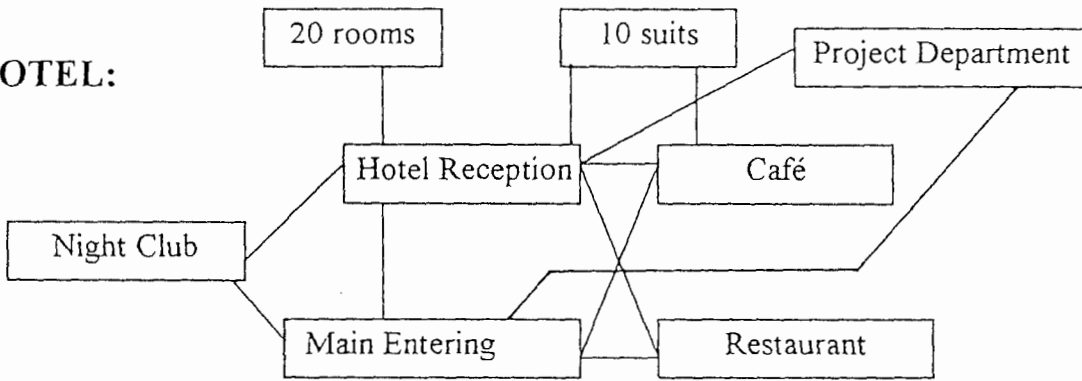 20 rooms
10 suits
Project Department
OTEL:
Hotel Reception
Café
Night Club
Main Entering
Restaurant